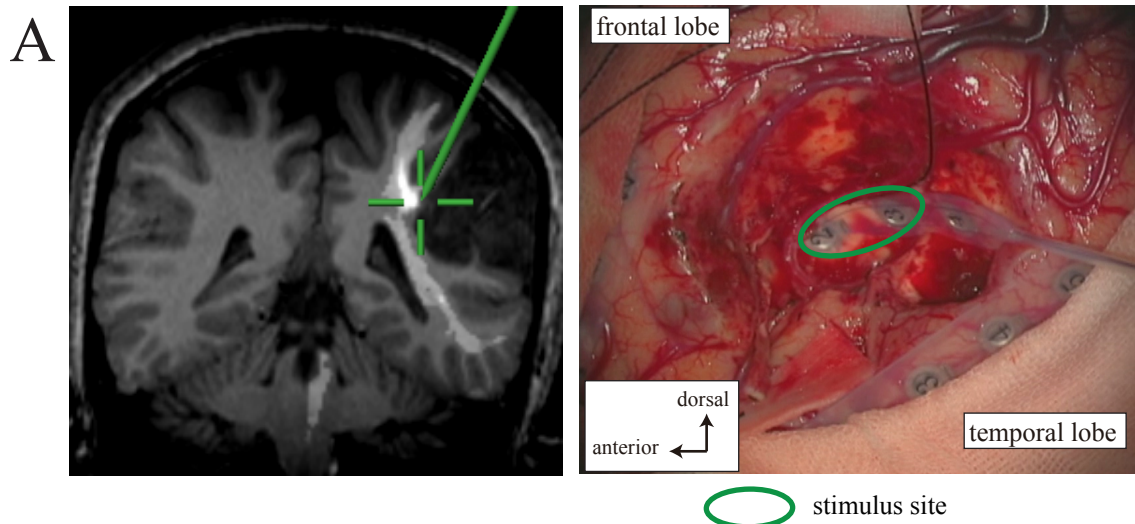 A
frontal lobe
dorsal
anterior
temporal lobe
stimulus site